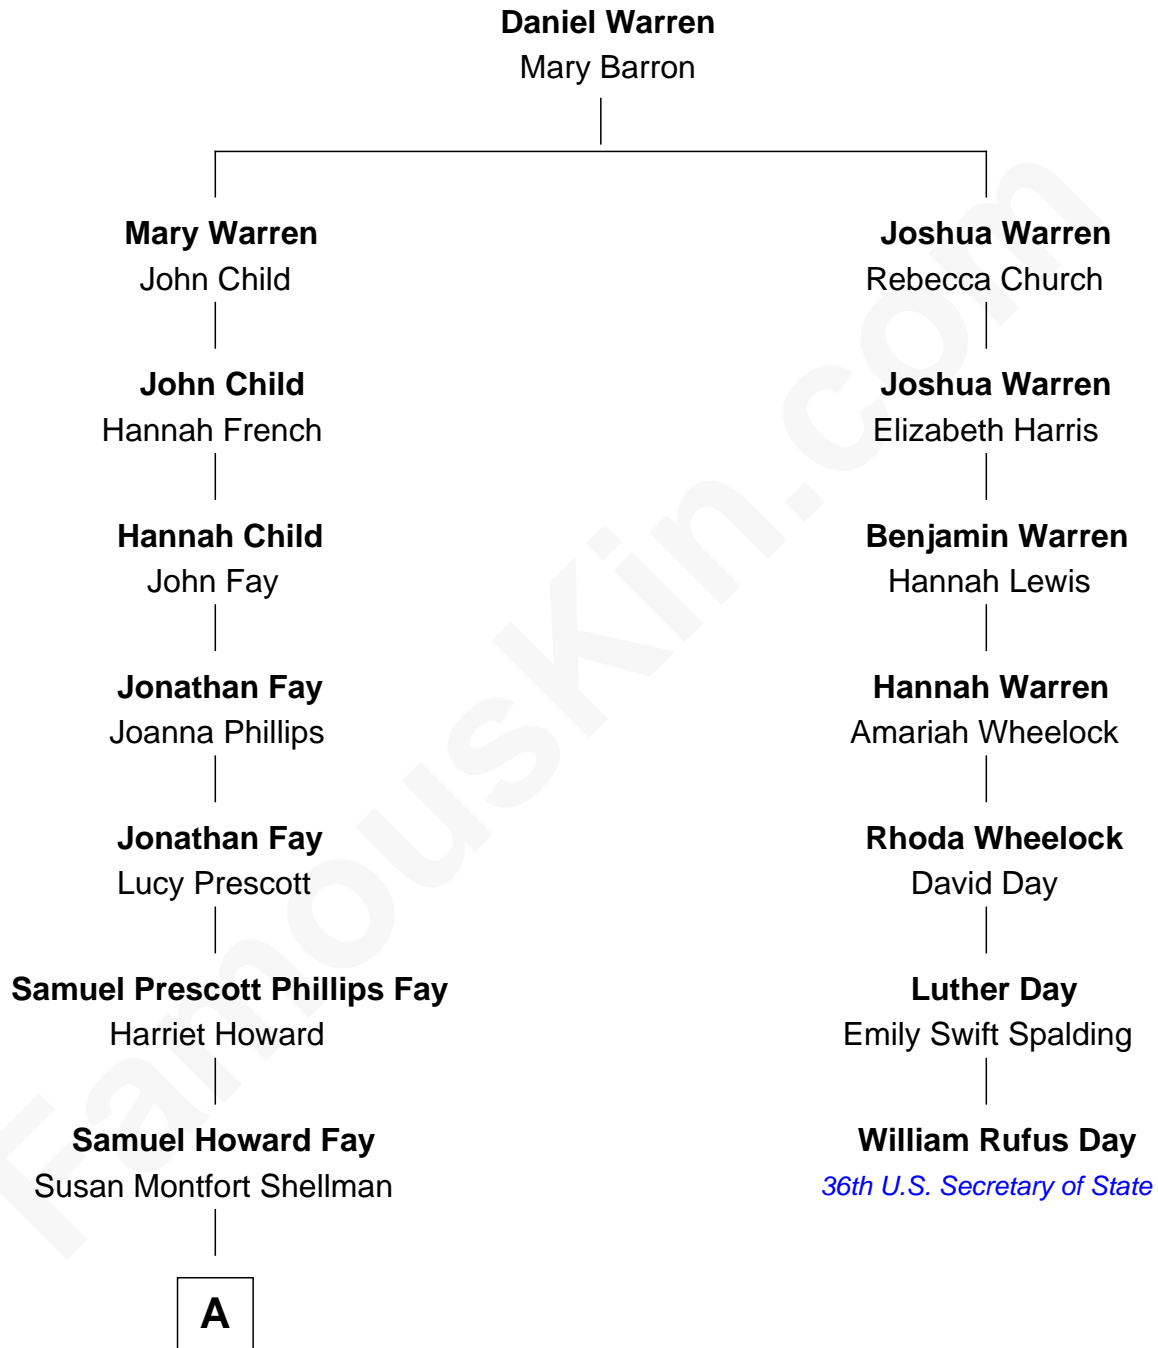 Daniel Warren
Mary Barron
Mary Warren
John Child
John Child
Hannah French
Hannah Child
John Fay
Jonathan Fay
Joanna Phillips
Jonathan Fay
Lucy Prescott
Samuel Prescott Phillips Fay
Harriet Howard
Samuel Howard Fay
Susan Montfort Shellman
A
Joshua Warren
Rebecca Church
Joshua Warren
Elizabeth Harris
Benjamin Warren
Hannah Lewis
Hannah Warren
Amariah Wheelock
Rhoda Wheelock
David Day
Luther Day
Emily Swift Spalding
William Rufus Day
36th U.S. Secretary of State
FamousKin.com